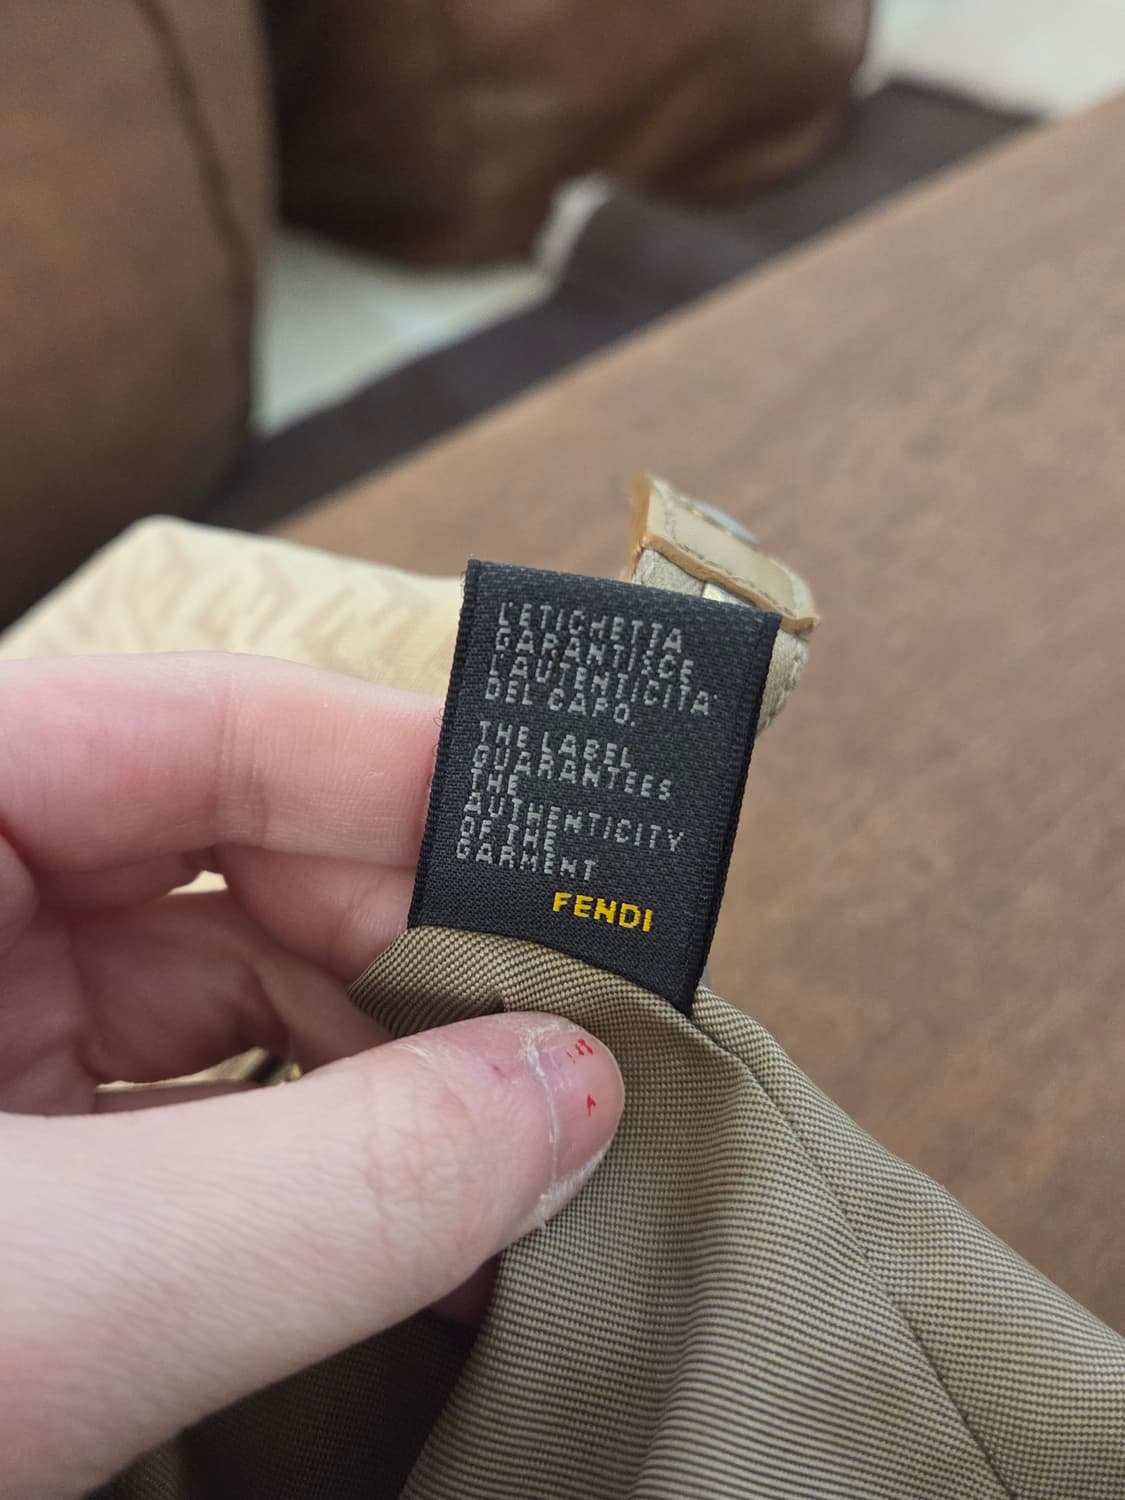 L'ETICHETTA
GARANTISCE
L'AUTENTICITA'
DEL CAPO.
THE LABEL
GUARANTEES
THE
AUTHENTICITY
OF THE
GARMENT
FENDI